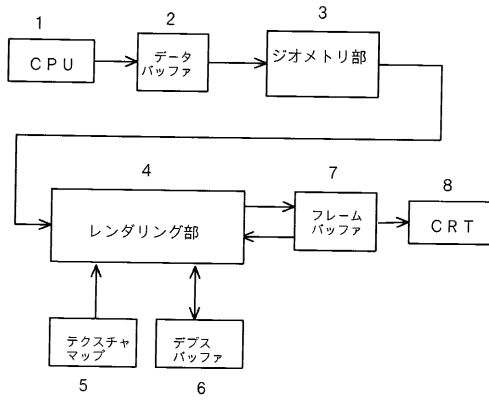 1
ＣＰＵ
2
データ
バッファ
3
ジオメトリ部
4
レンダリング部
7
フレーム
バッファ
8
ＣＲＴ
テクスチャ
マップ
5
デプス
バッファ
6